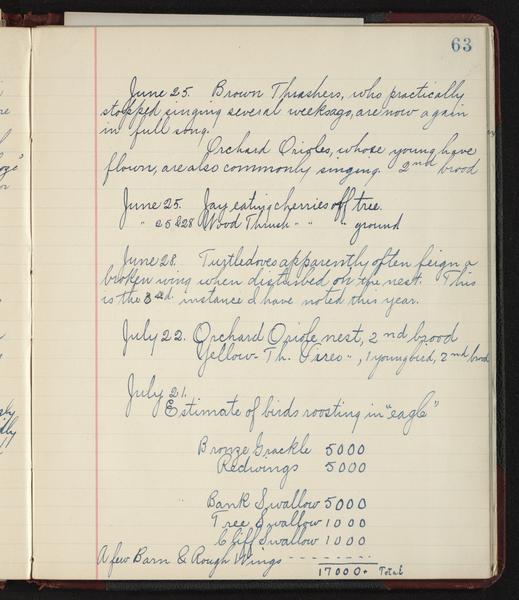 63
June 25. Brown Thrashers, who practically
stopped singing several weeks ago, are now again
in full song.
Orchard Orioles, whose young have
flown, are also commonly singing. 2nd brood
June 25. Jay eating cherries off tree.
" 25 & 28 Wood Thrush " " " ground
June 28. Turtledoves apparently often feign a
broken wing when disturbed on the nest. This
is the 3rd. instance I have noted this year.
July 22. Orchard Oriole nest, 2nd brood
Yellow-Th. Vireo ", 1 young bird, 2nd brood
July 21.
Estimate of birds roosting in "eagle"
Bronze Grackle 5000
Redwings 5000
Bank Swallow 5000
Tree Swallow 1000
Cliff Swallow 1000
A few Barn & Rough Wings - - - - - - - -
17000+ Total